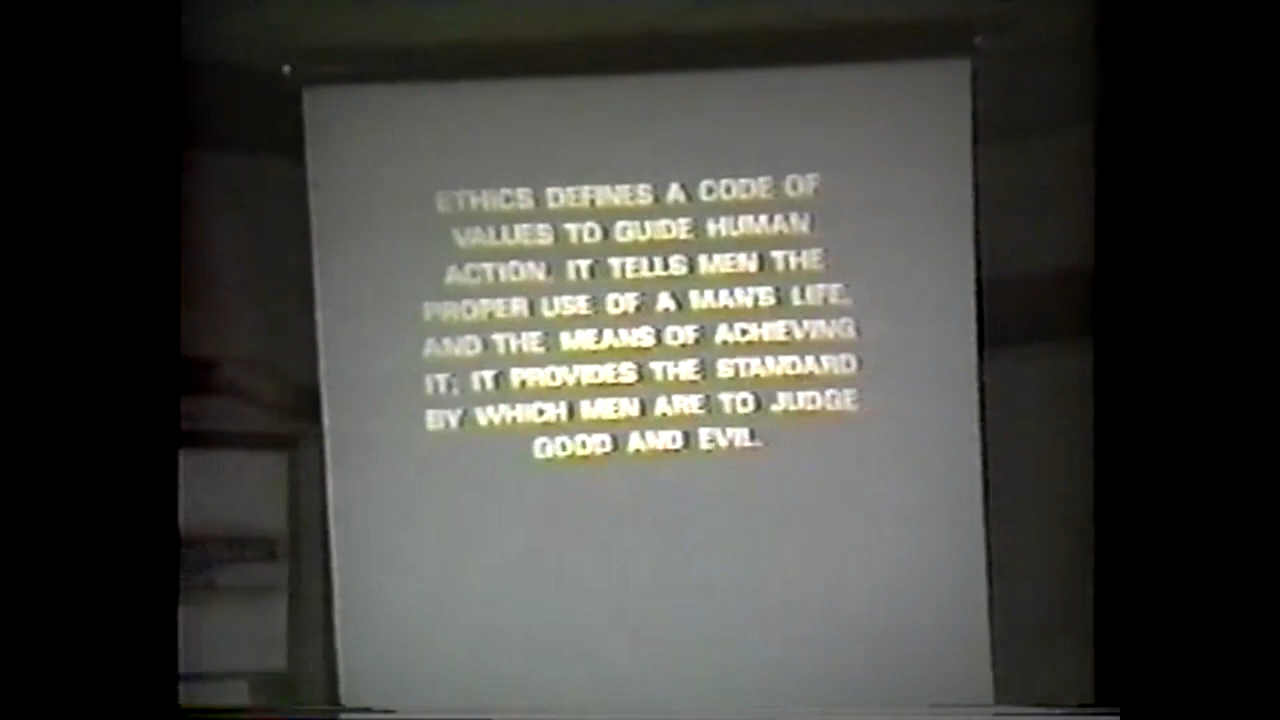 ETHICS DEFINES A CODE OF
VALUES TO GUIDE HUMAN
ACTION. IT TELLS MEN THE
PROPER USE OF A MAN'S LIFE,
AND THE MEANS OF ACHIEVING
IT. IT PROVIDES THE STANDARD
BY WHICH MEN ARE TO JUDGE
GOOD AND EVIL.